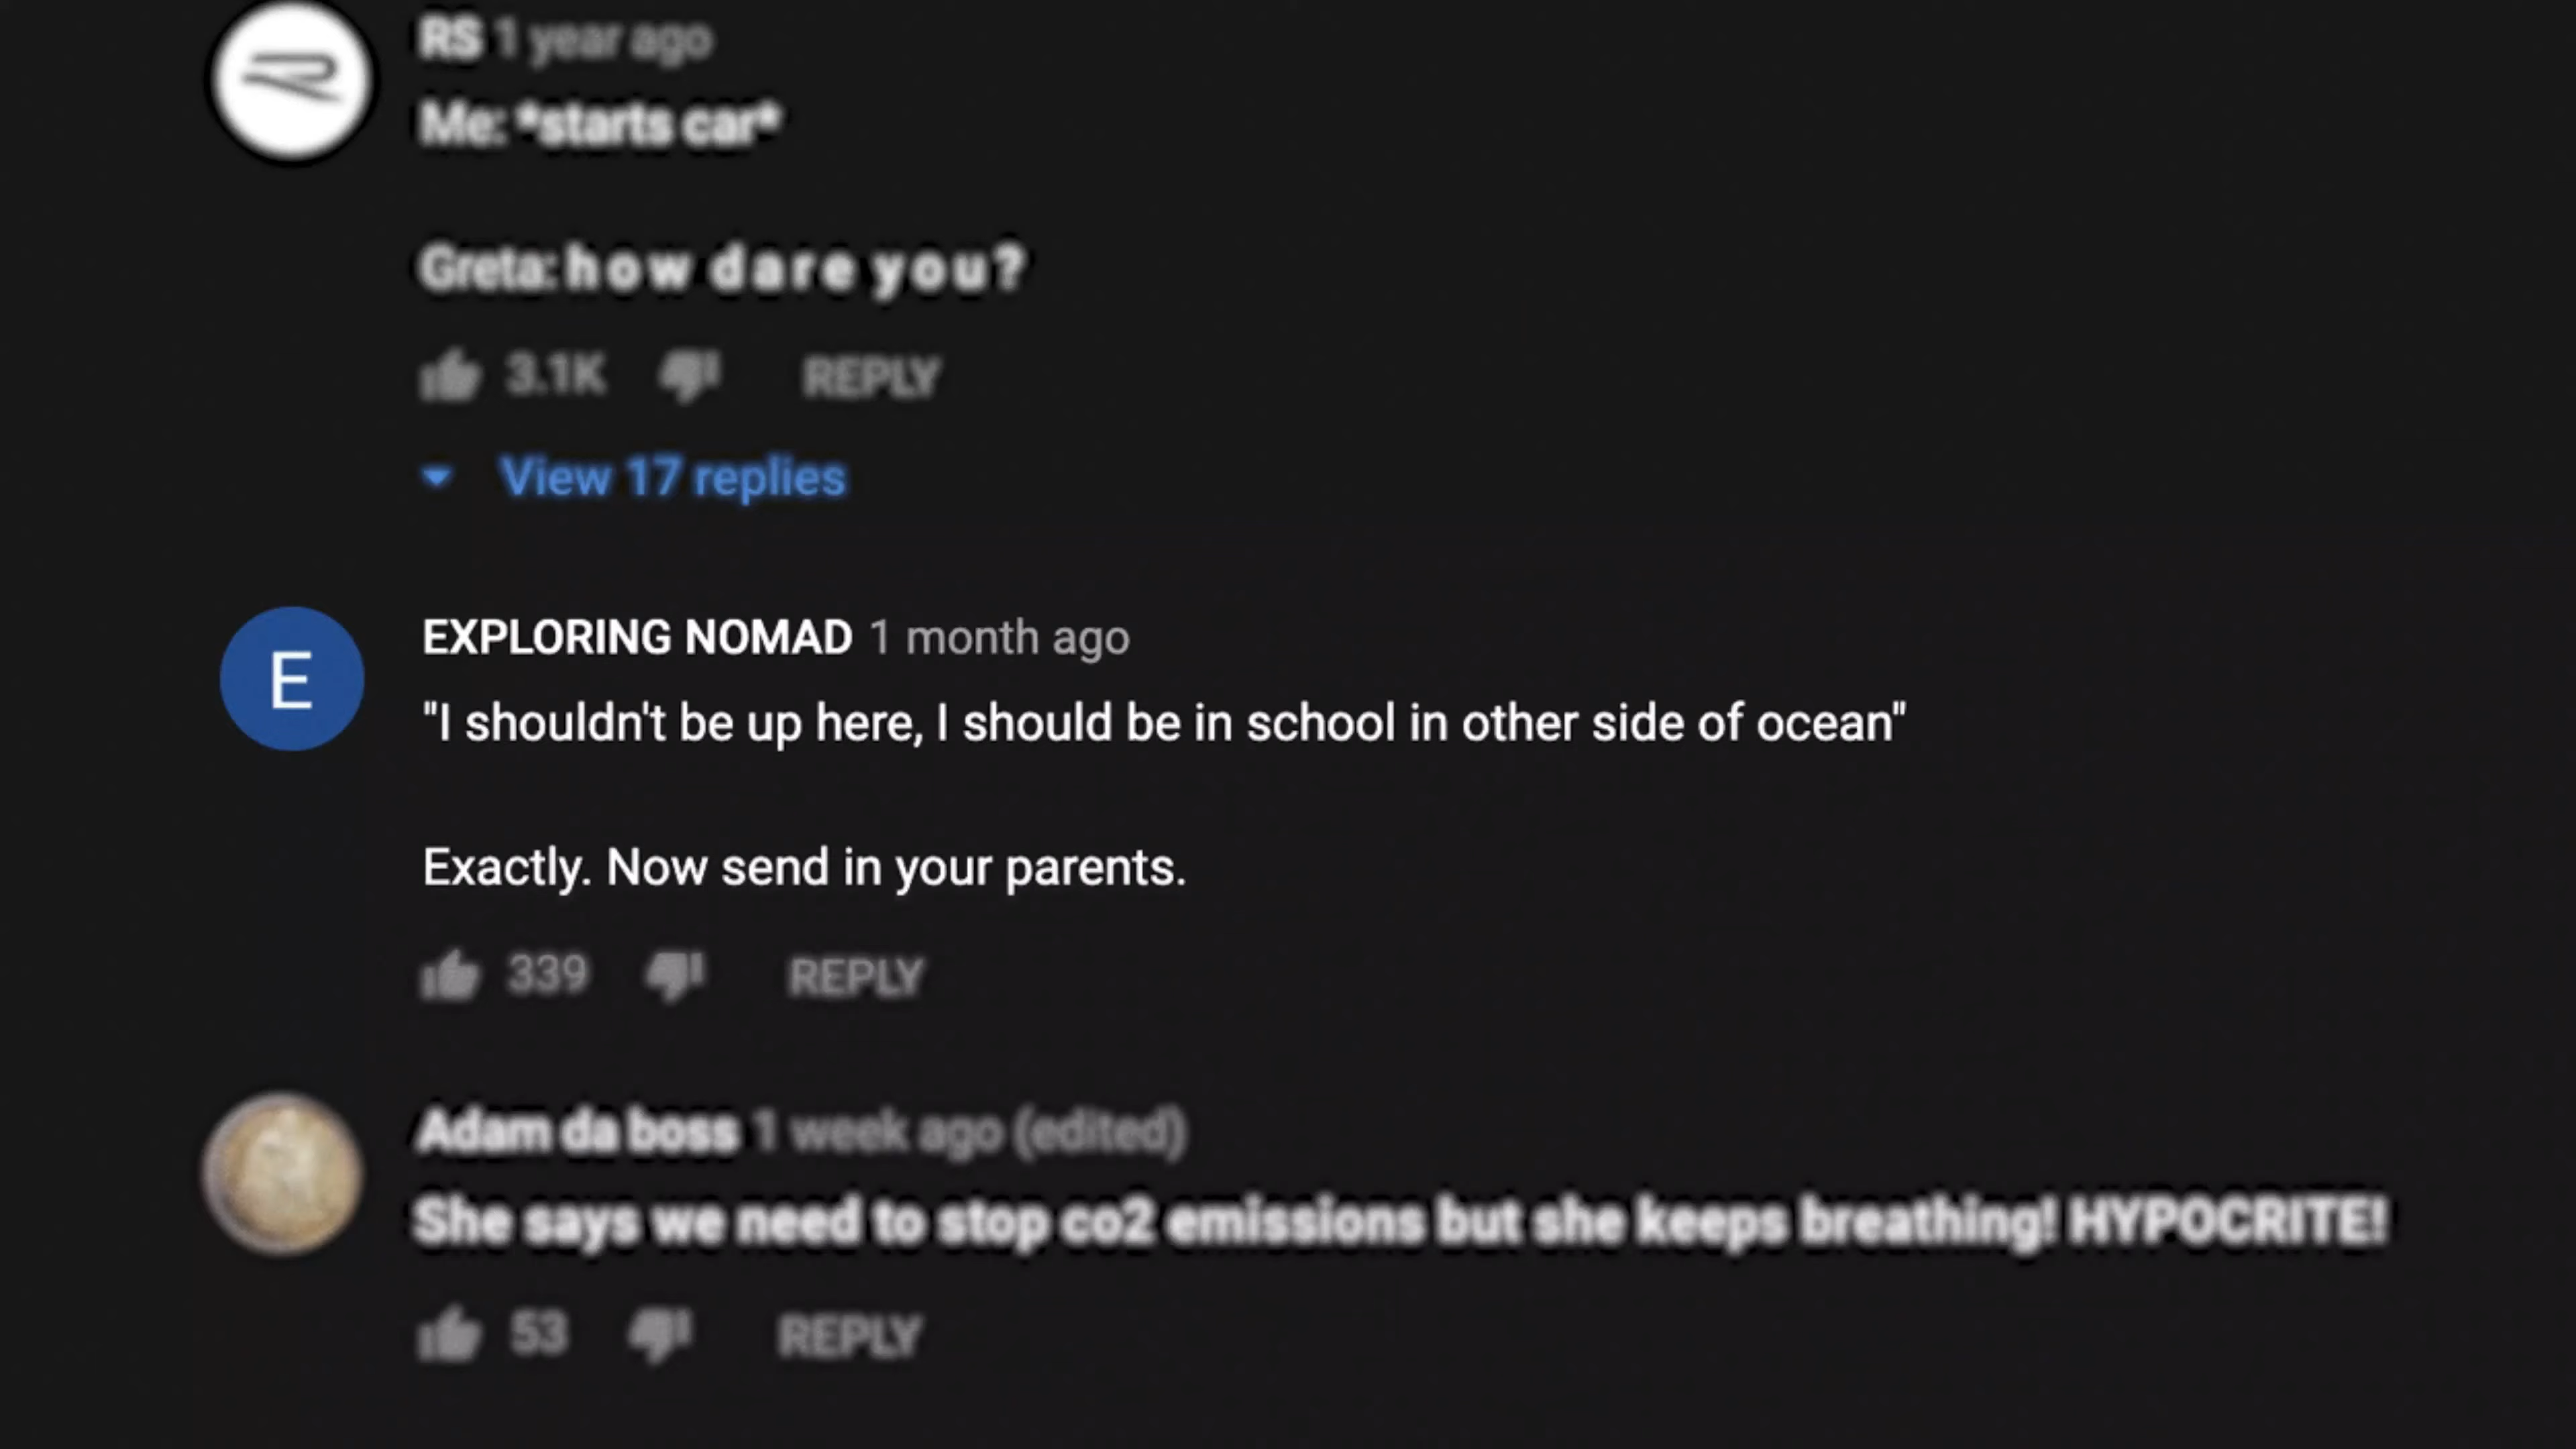 RS 1 year ago
Me: *starts car*
Greta: h o w d a r e y o u ?
3.1K REPLY
View 17 replies
E
EXPLORING NOMAD 1 month ago
"I shouldn't be up here, I should be in school in other side of ocean"
Exactly. Now send in your parents.
339 REPLY
Adam da boss 1 week ago (edited)
She says we need to stop co2 emissions but she keeps breathing! HYPOCRITE!
53 REPLY